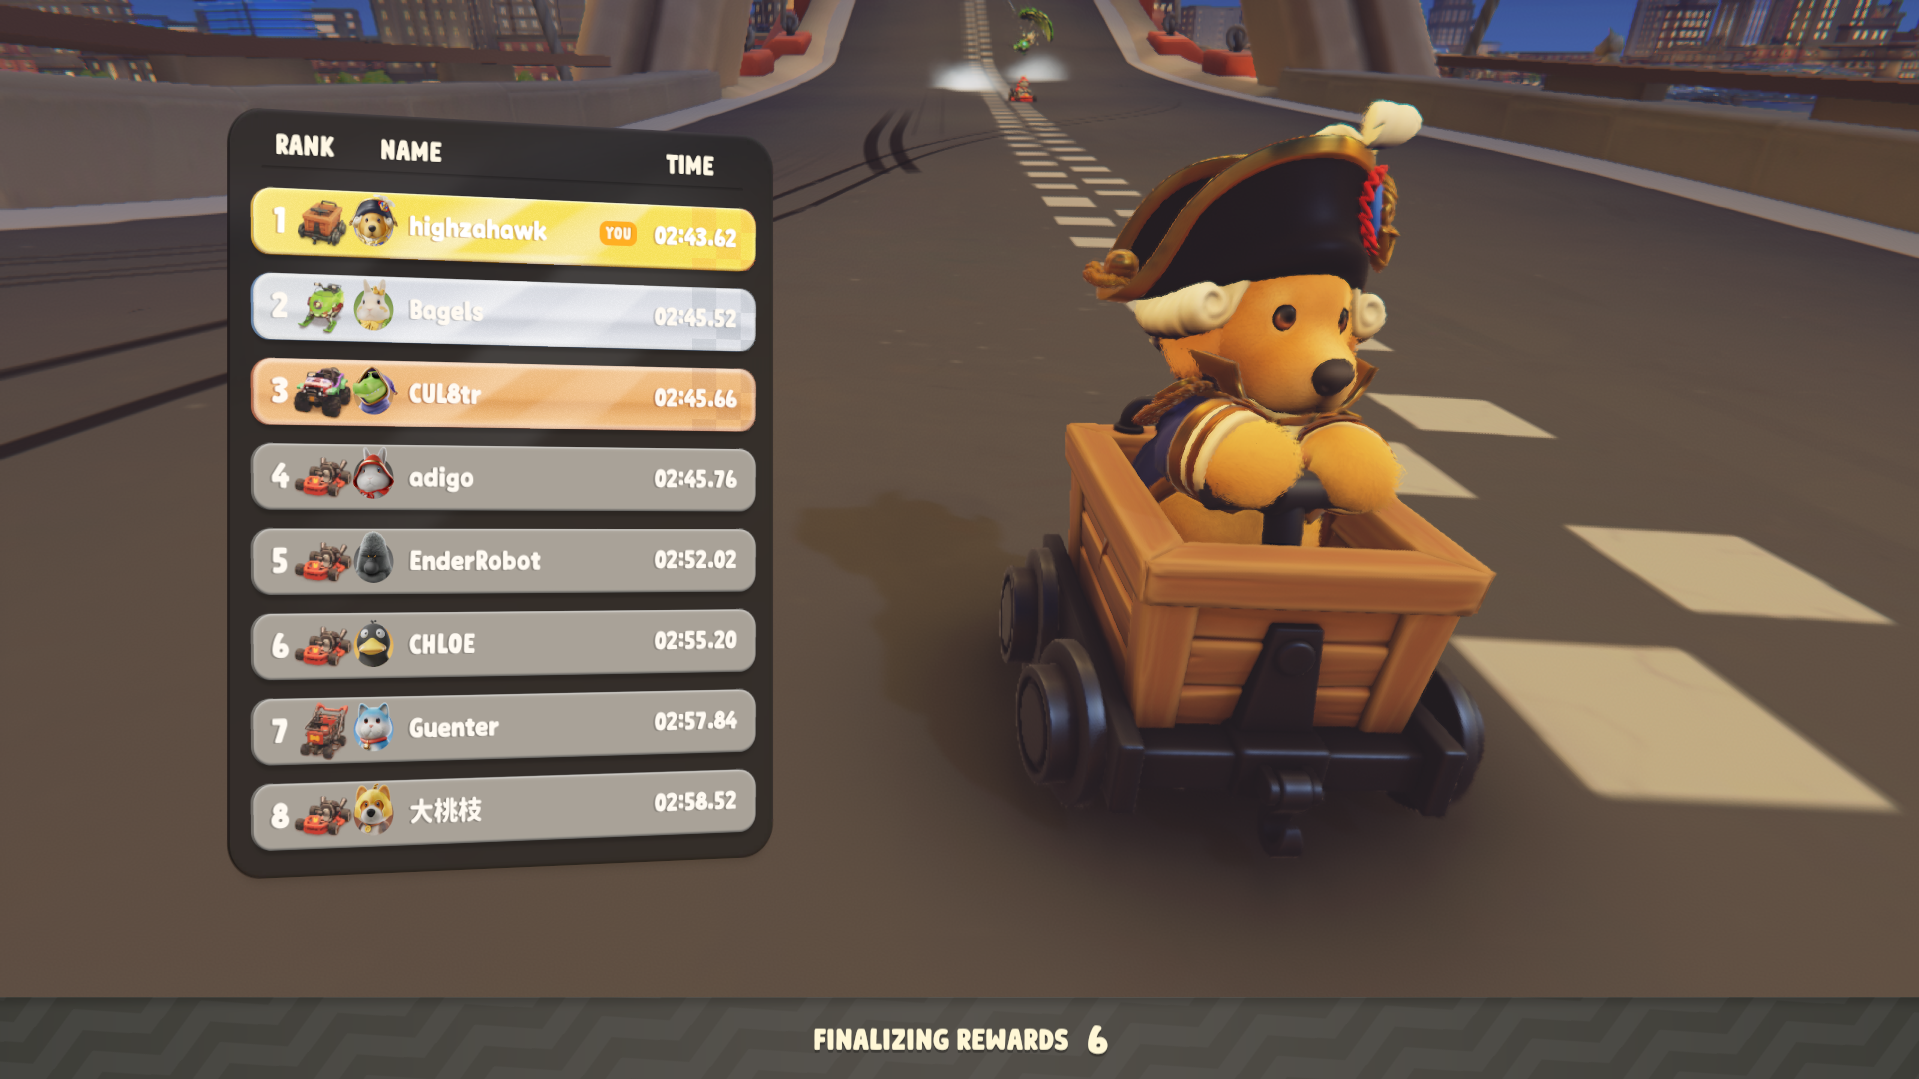 RANK NAME TIME
1 highzahawk YOU 02:43.62
2 Bagels 02:45.52
3 CUL8tr 02:45.66
4 adigo 02:45.76
5 EnderRobot 02:52.02
6 CHLOE 02:55.20
7 Guenter 02:57.84
8 大桃枝 02:58.52
FINALIZING REWARDS 6